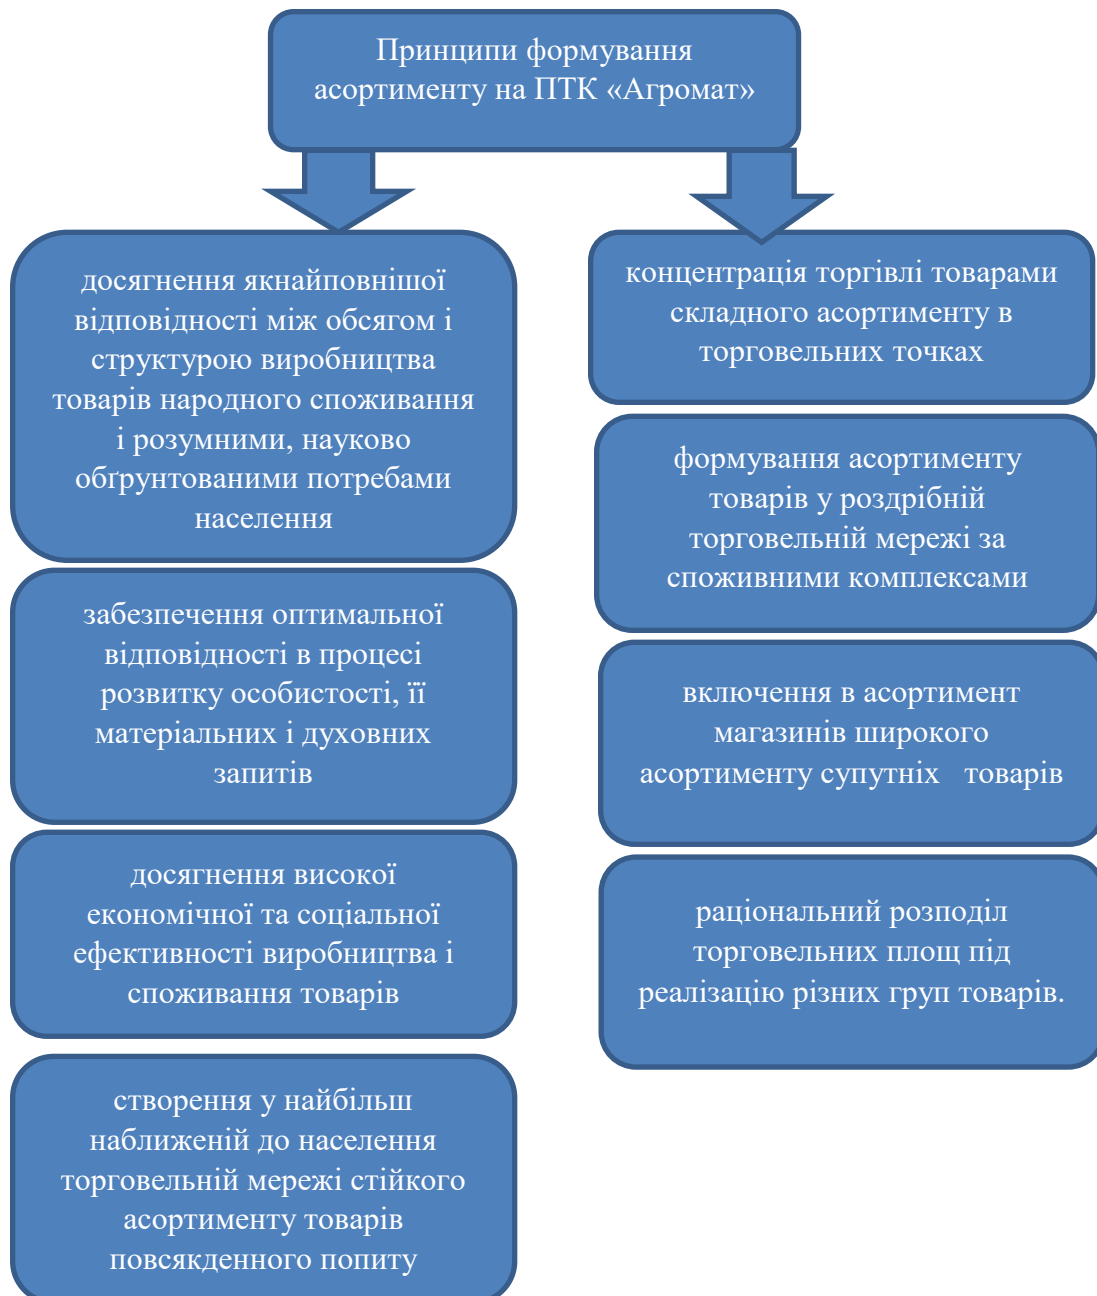 Принципи формування
асортименту на ПТК «Агромат»
досягнення якнайповнішої
відповідності між обсягом і
структурою виробництва
товарів народного споживання
і розумними, науково
обґрунтованими потребами
населення
забезпечення оптимальної
відповідності в процесі
розвитку особистості, її
матеріальних і духовних
запитів
досягнення високої
економічної та соціальної
ефективності виробництва і
споживання товарів
створення у найбільш
наближеній до населення
торговельній мережі стійкого
асортименту товарів
повсякденного попиту
концентрація торгівлі товарами
складного асортименту в
торговельних точках
формування асортименту
товарів у роздрібній
торговельній мережі за
споживними комплексами
включення в асортимент
магазинів широкого
асортименту супутніх товарів
раціональний розподіл
торговельних площ під
реалізацію різних груп товарів.